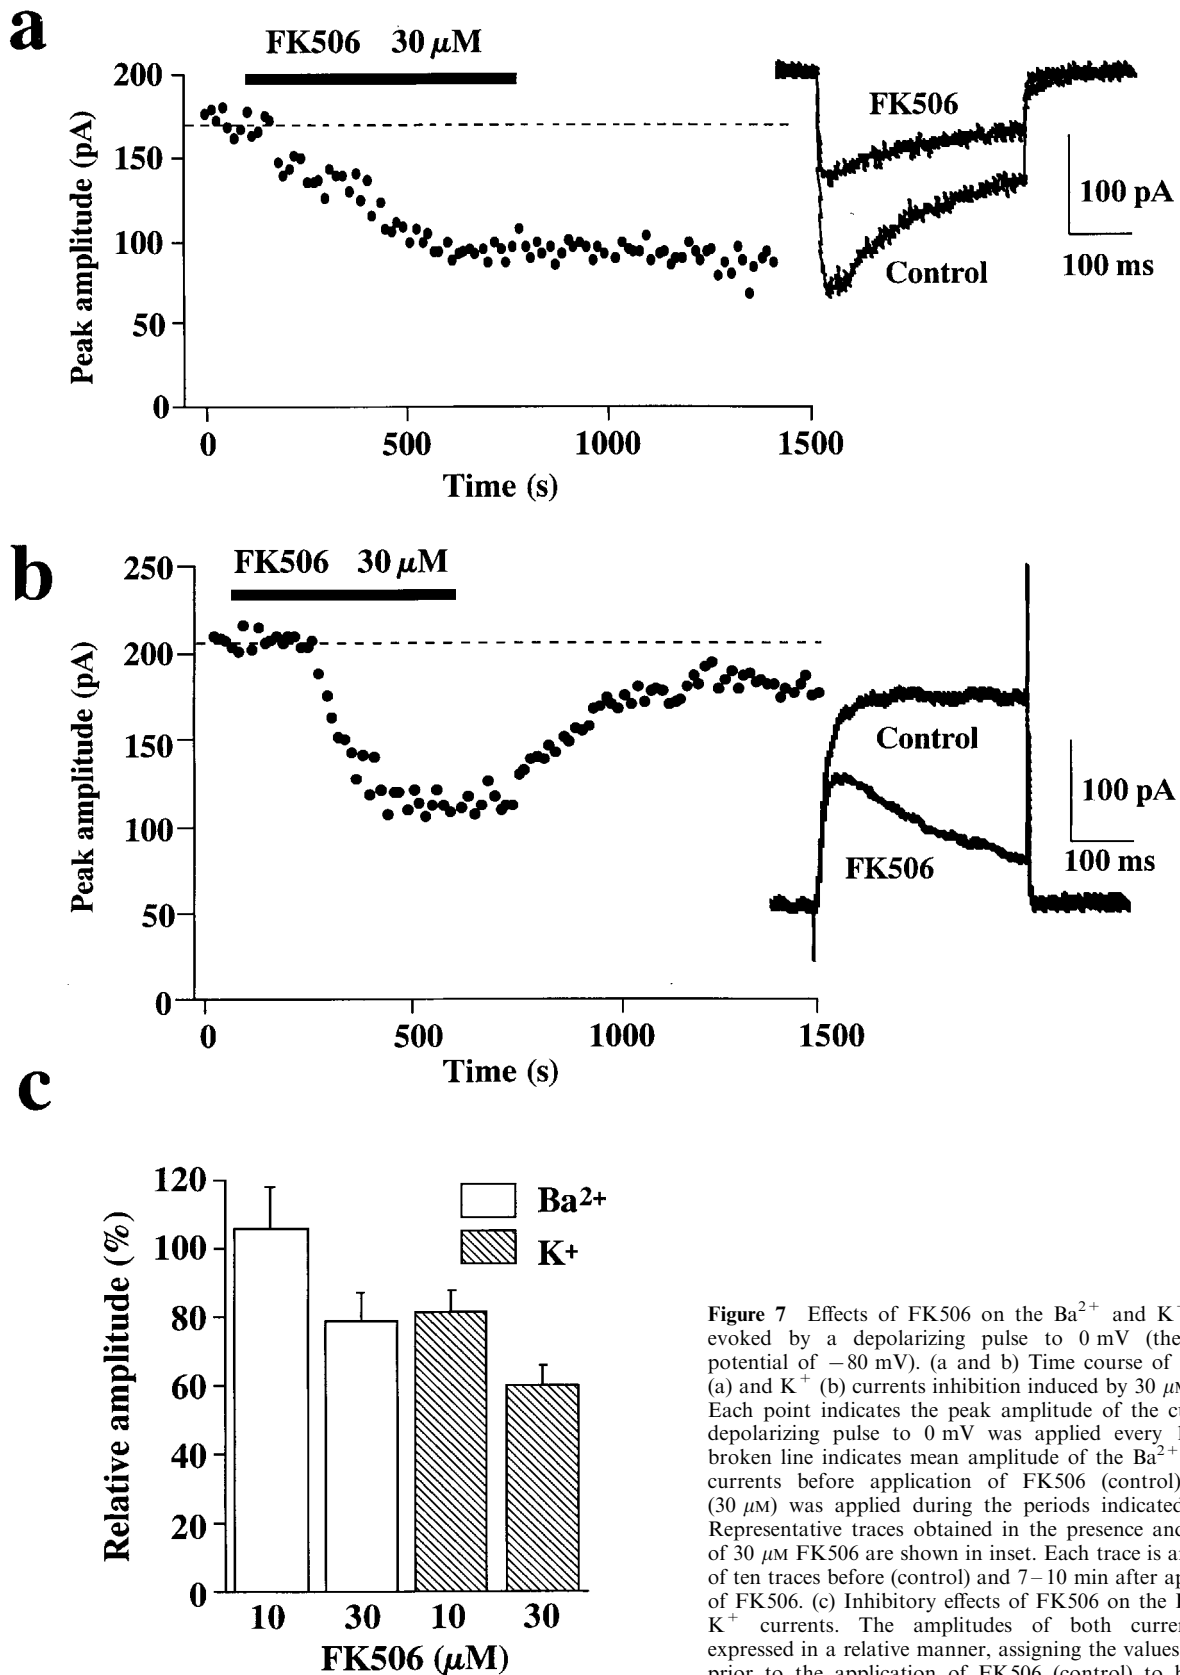 a
FK506 30 μM
200
150
100
50
0
Peak amplitude (pA)
0 500 1000 1500
Time (s)
FK506
Control
100 pA
100 ms
b
FK506 30 μM
250
200
150
100
50
0
Peak amplitude (pA)
0 500 1000 1500
Time (s)
Control
FK506
100 pA
100 ms
c
120
100
80
60
40
20
0
Relative amplitude (%)
Ba2+
K+
10 30 10 30
FK506 (μM)
Figure 7 Effects of FK506 on the Ba2+ and K+
evoked by a depolarizing pulse to 0 mV (the
potential of −80 mV). (a and b) Time course of
(a) and K+ (b) currents inhibition induced by 30
Each point indicates the peak amplitude of the
depolarizing pulse to 0 mV was applied every
broken line indicates mean amplitude of the Ba2+
currents before application of FK506 (control)
(30 μM) was applied during the periods indicated
Representative traces obtained in the presence and
of 30 μM FK506 are shown in inset. Each trace is
of ten traces before (control) and 7–10 min after
of FK506. (c) Inhibitory effects of FK506 on the
K+ currents. The amplitudes of both
expressed in a relative manner, assigning the values
prior to the application of FK506 (control) to